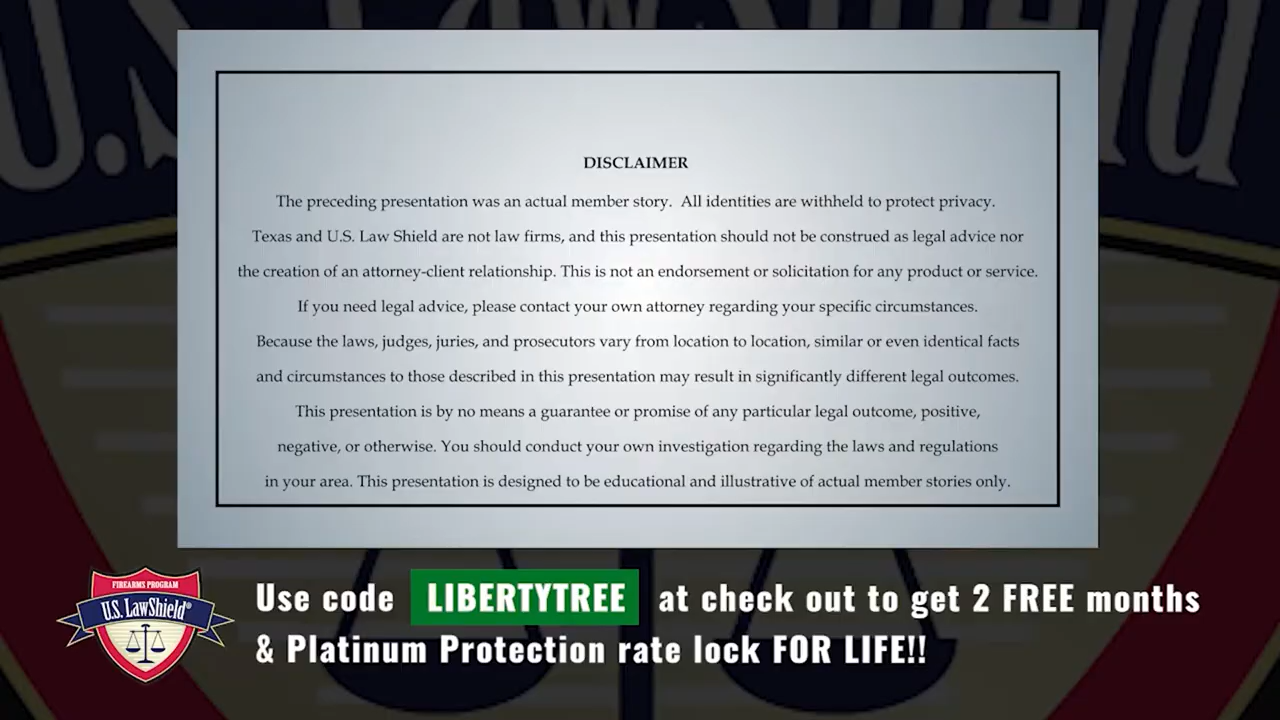 U.S. LawShield
DISCLAIMER
The preceding presentation was an actual member story. All identities are withheld to protect privacy.
Texas and U.S. Law Shield are not law firms, and this presentation should not be construed as legal advice nor
the creation of an attorney-client relationship. This is not an endorsement or solicitation for any product or service.
If you need legal advice, please contact your own attorney regarding your specific circumstances.
Because the laws, judges, juries, and prosecutors vary from location to location, similar or even identical facts
and circumstances to those described in this presentation may result in significantly different legal outcomes.
This presentation is by no means a guarantee or promise of any particular legal outcome, positive,
negative, or otherwise. You should conduct your own investigation regarding the laws and regulations
in your area. This presentation is designed to be educational and illustrative of actual member stories only.
FIREARMS PROGRAM
U.S. LawShield®
Use code LIBERTYTREE at check out to get 2 FREE months
& Platinum Protection rate lock FOR LIFE!!